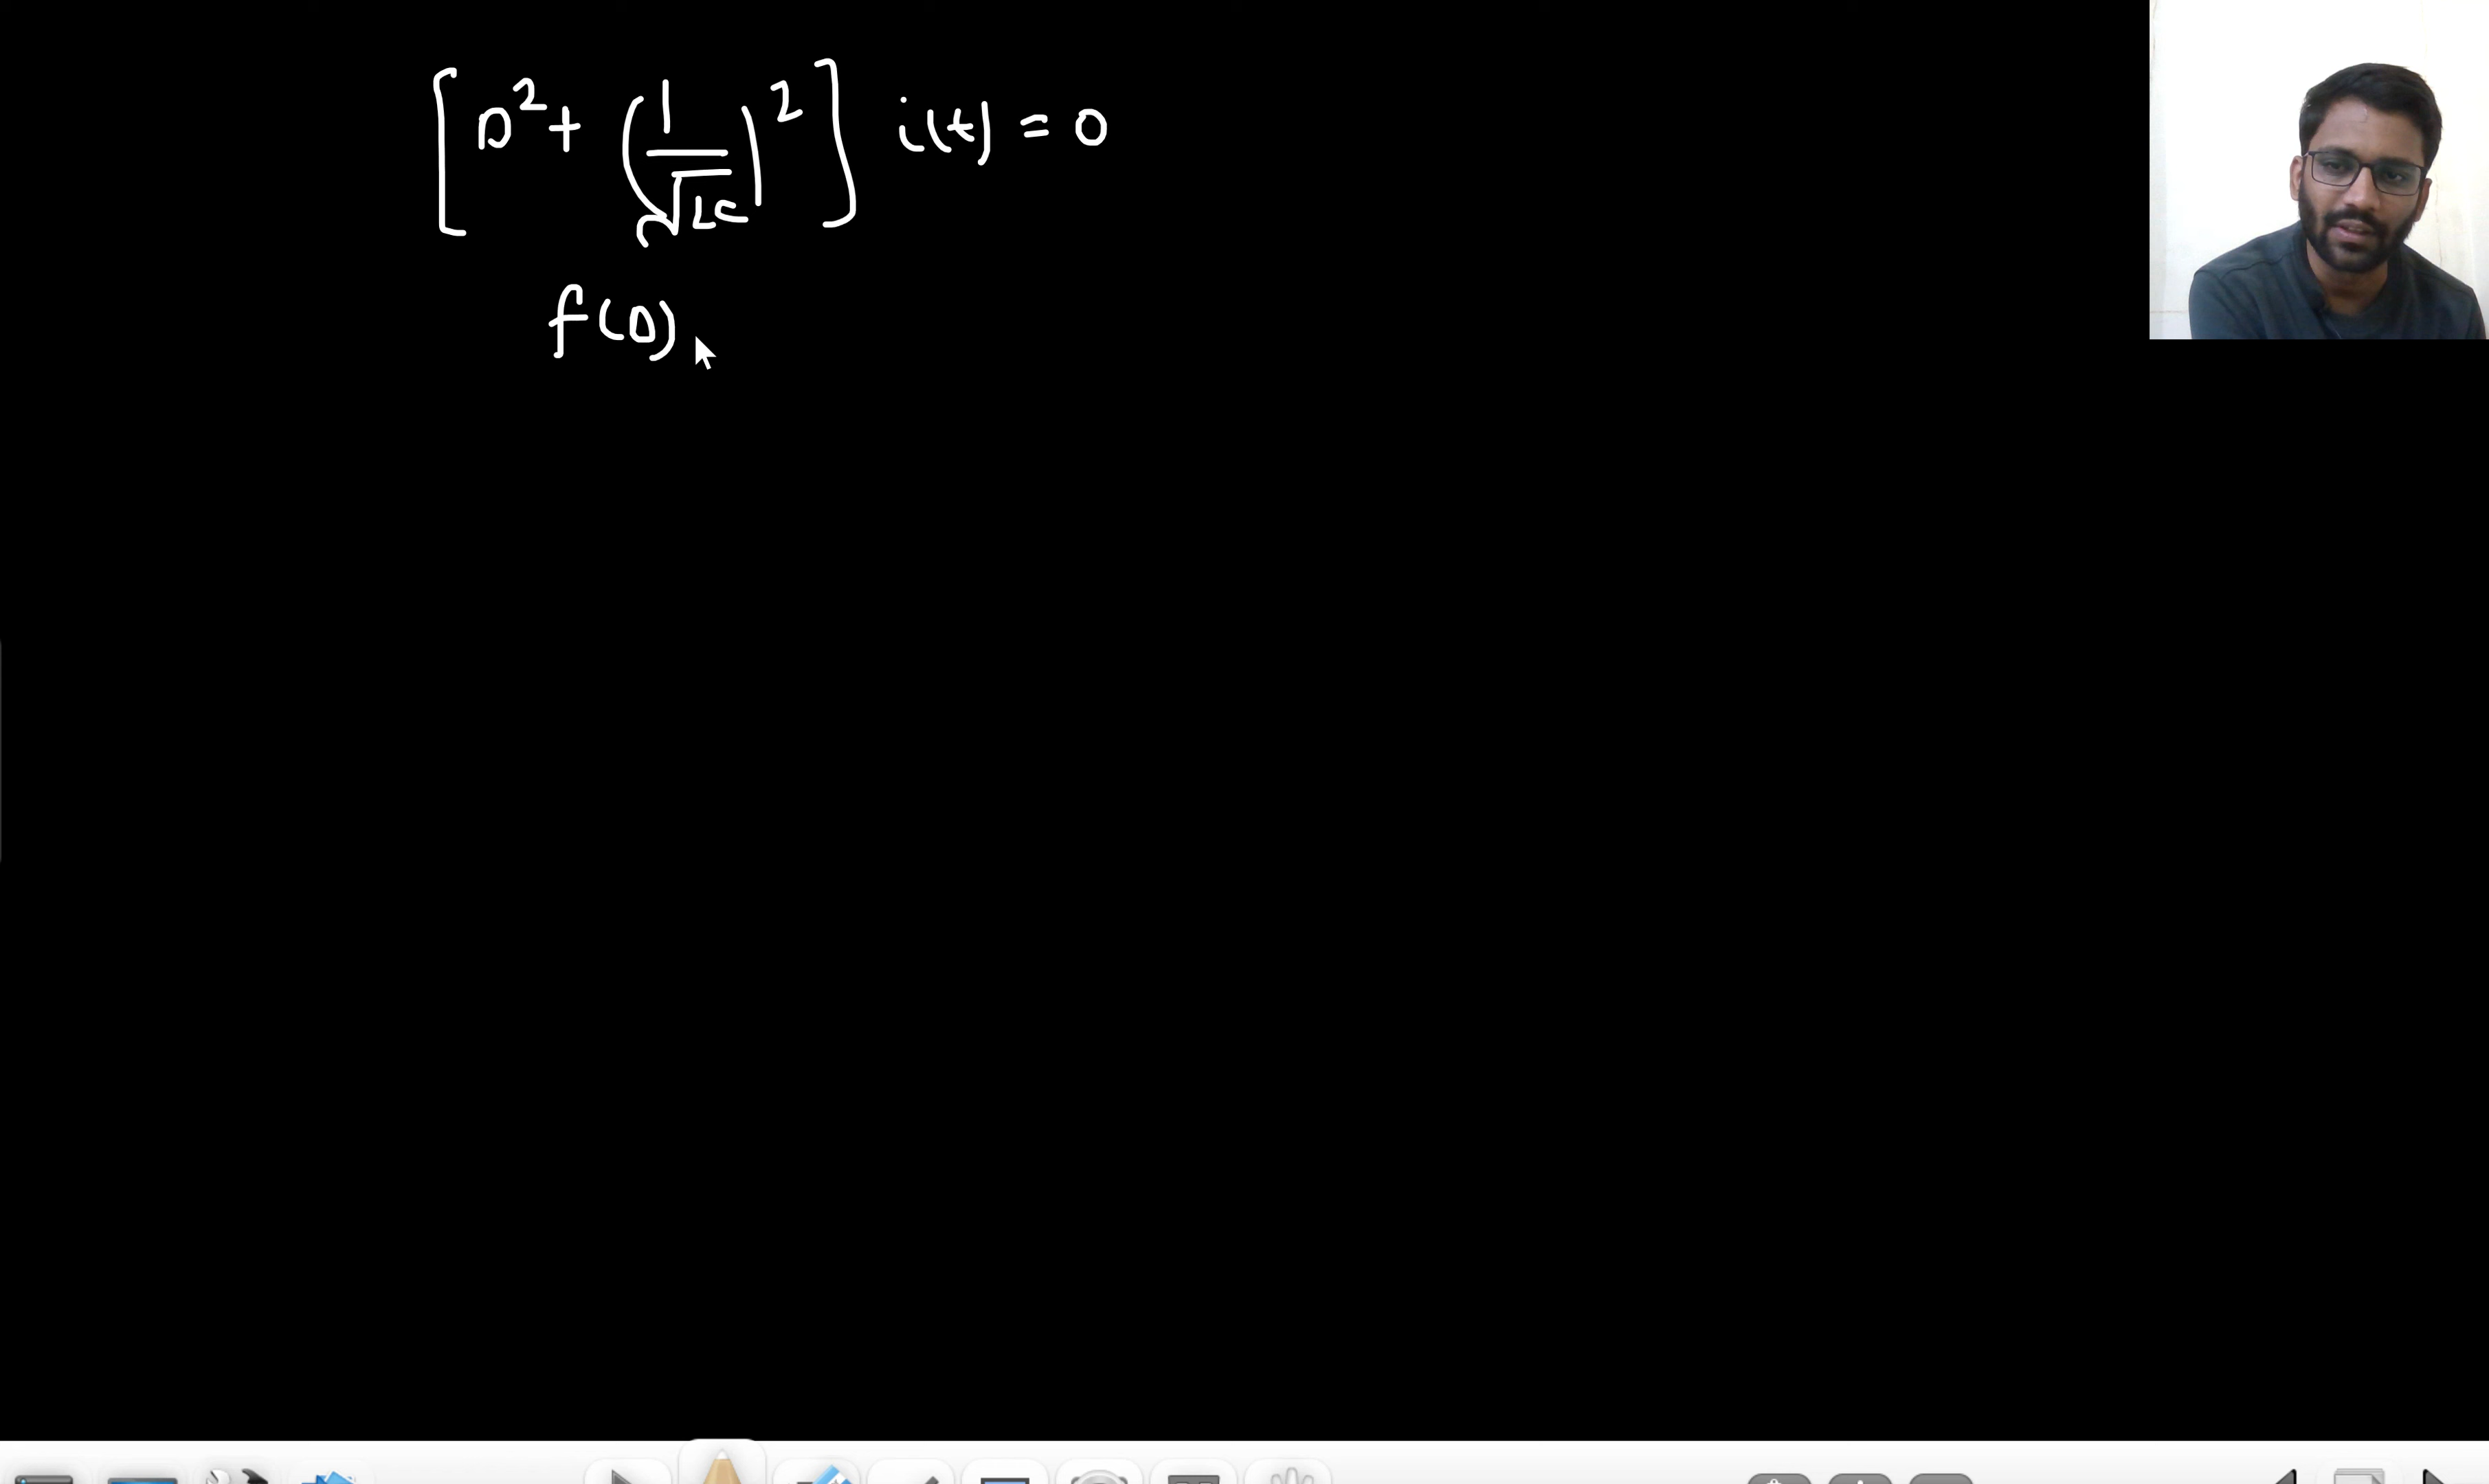 [D² + (1/√LC)²] i(t) = 0
f(D)